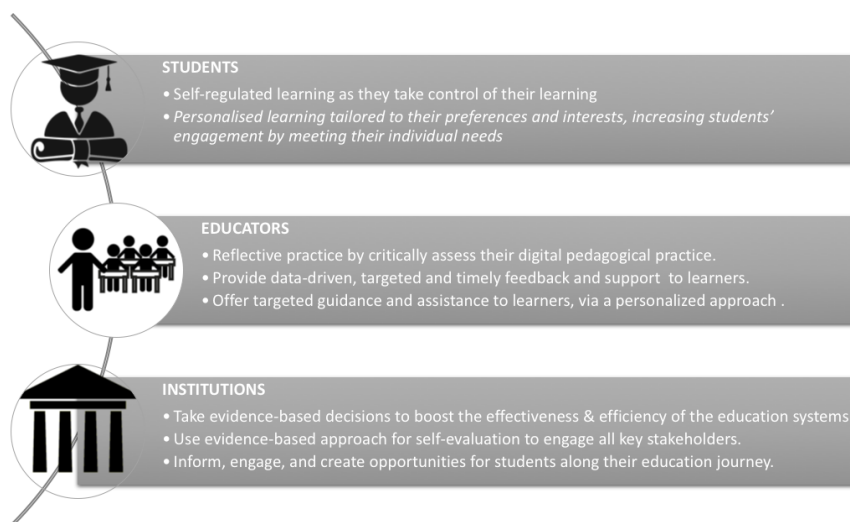 STUDENTS
• Self-regulated learning as they take control of their learning
• Personalised learning tailored to their preferences and interests, increasing students'
engagement by meeting their individual needs
EDUCATORS
• Reflective practice by critically assess their digital pedagogical practice.
• Provide data-driven, targeted and timely feedback and support to learners.
• Offer targeted guidance and assistance to learners, via a personalized approach .
INSTITUTIONS
• Take evidence-based decisions to boost the effectiveness & efficiency of the education systems
• Use evidence-based approach for self-evaluation to engage all key stakeholders.
• Inform, engage, and create opportunities for students along their education journey.